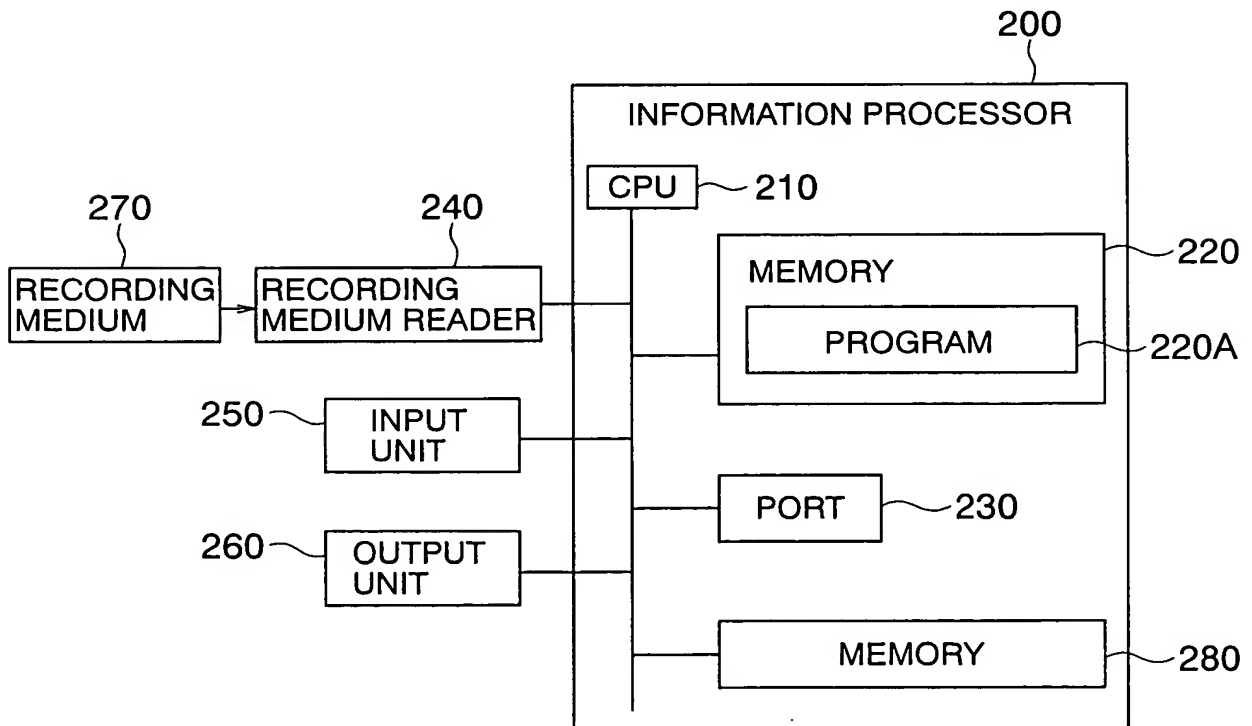 200
INFORMATION PROCESSOR
CPU
210
270
240
220
MEMORY
RECORDING
MEDIUM
RECORDING
MEDIUM READER
PROGRAM
220A
250
INPUT
UNIT
PORT
230
260
OUTPUT
UNIT
MEMORY
280